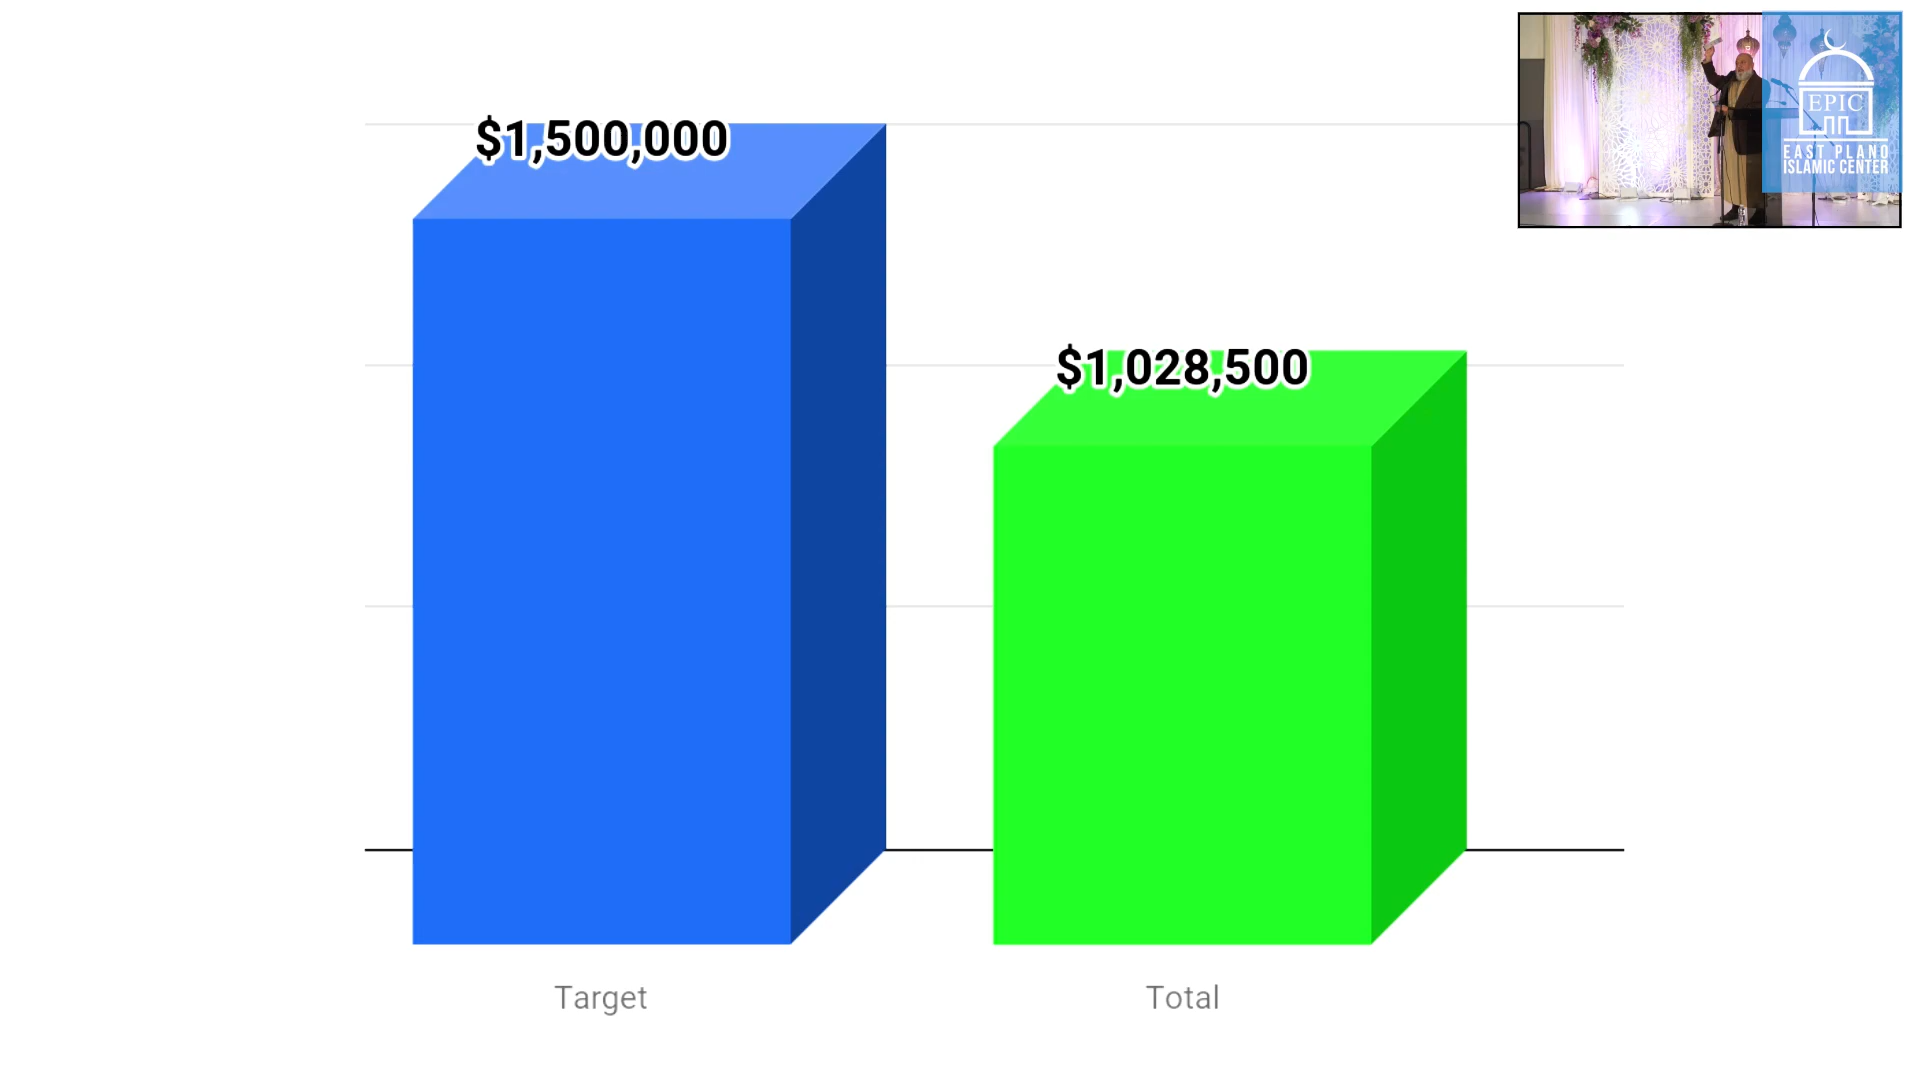 $1,500,000
$1,028,500
EPIC
EAST PLANO
ISLAMIC CENTER
Target
Total